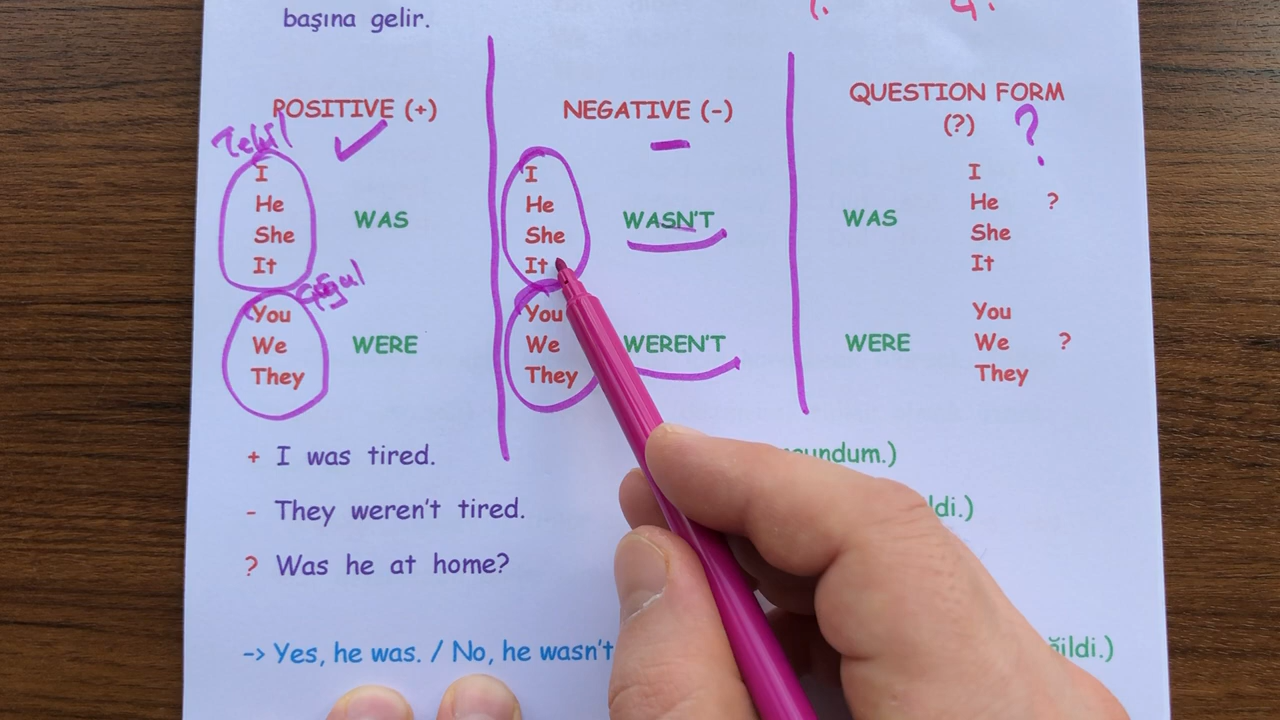 başına gelir.
POSITIVE (+)
Tekil
I
He
She
It
WAS
Çoğul
You
We
They
WERE
NEGATIVE (-)
I
He
She
It
WASN'T
You
We
They
WEREN'T
QUESTION FORM
(?)
?
WAS
I
He ?
She
It
WERE
You
We ?
They
+ I was tired.
- They weren't tired.
? Was he at home?
-> Yes, he was. / No, he wasn't